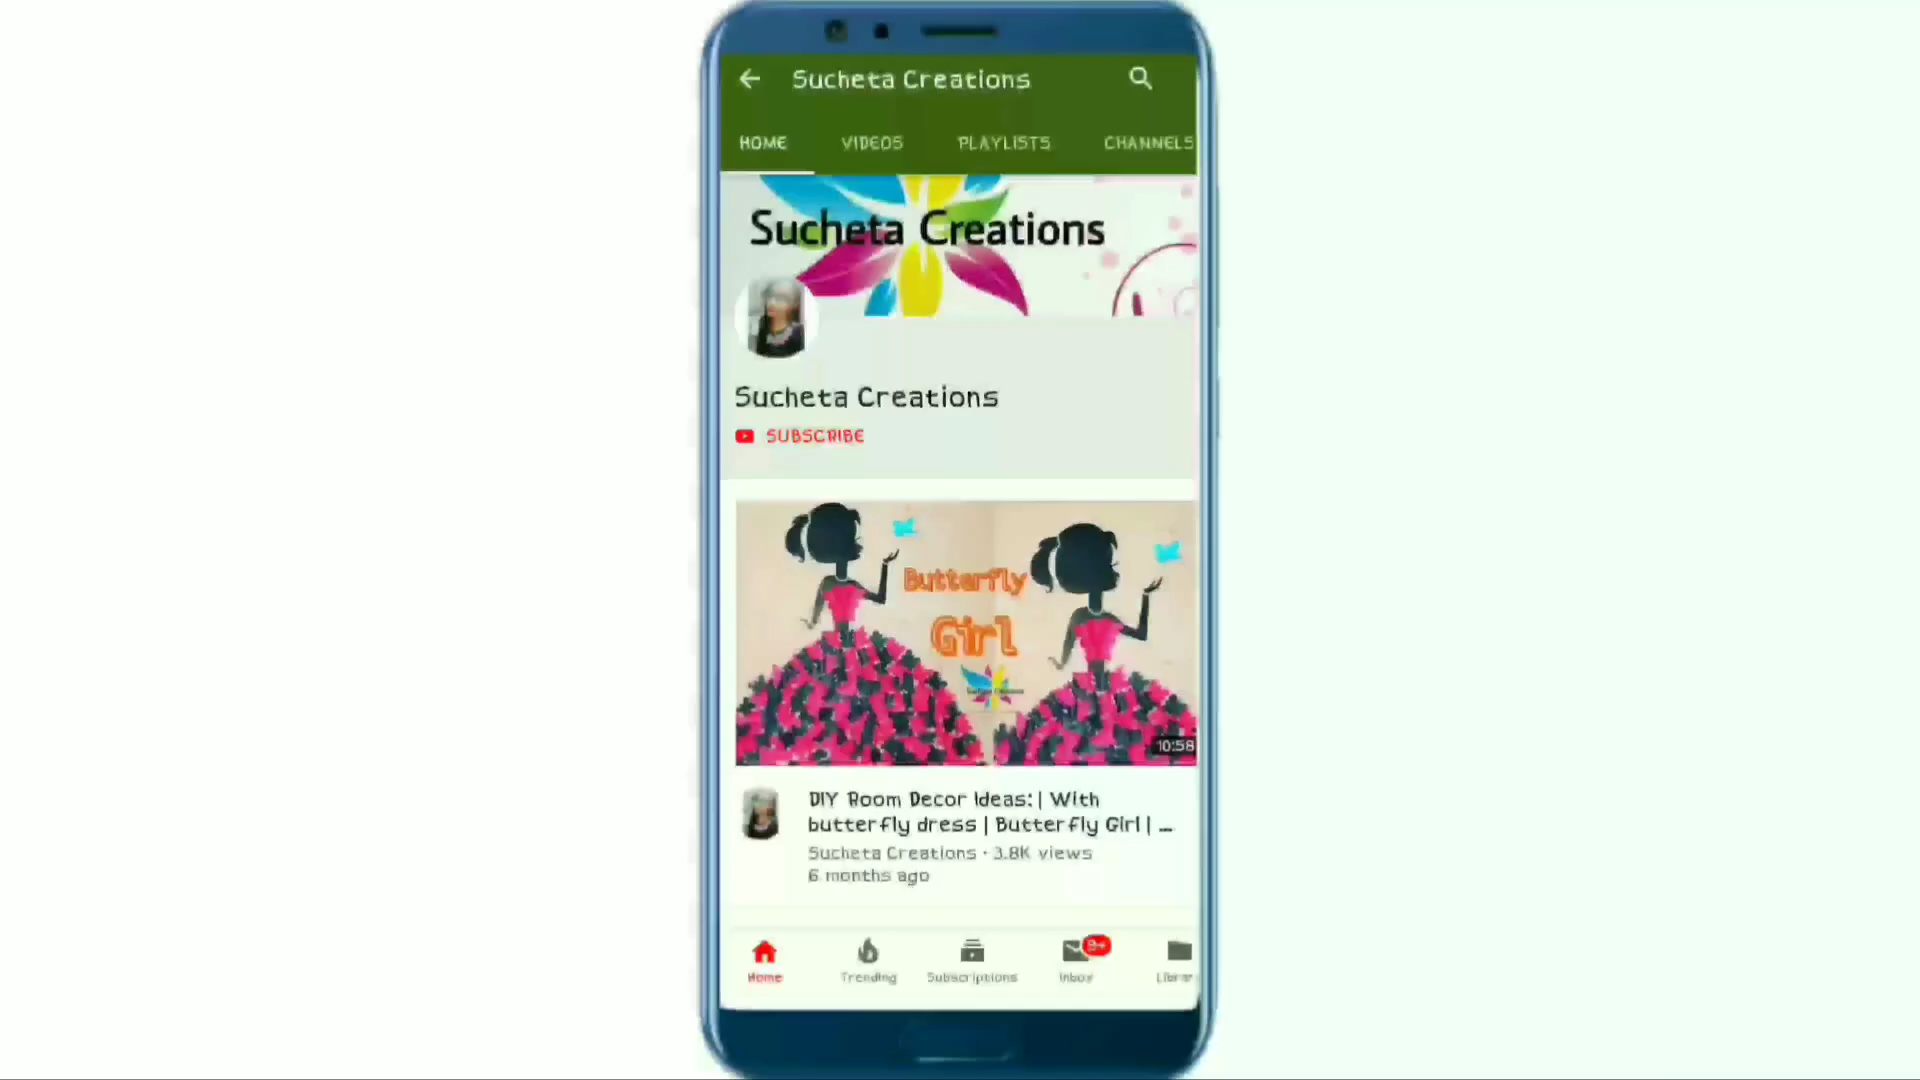 Sucheta Creations
HOME VIDEOS PLAYLISTS CHANNELS
Sucheta Creations
Sucheta Creations
SUBSCRIBE
Butterfly
Girl
10:58
DIY Room Decor Ideas: | With
butterfly dress | Butterfly Girl | ...
Sucheta Creations · 3.8K views
6 months ago
9+
Home Trending Subscriptions Inbox